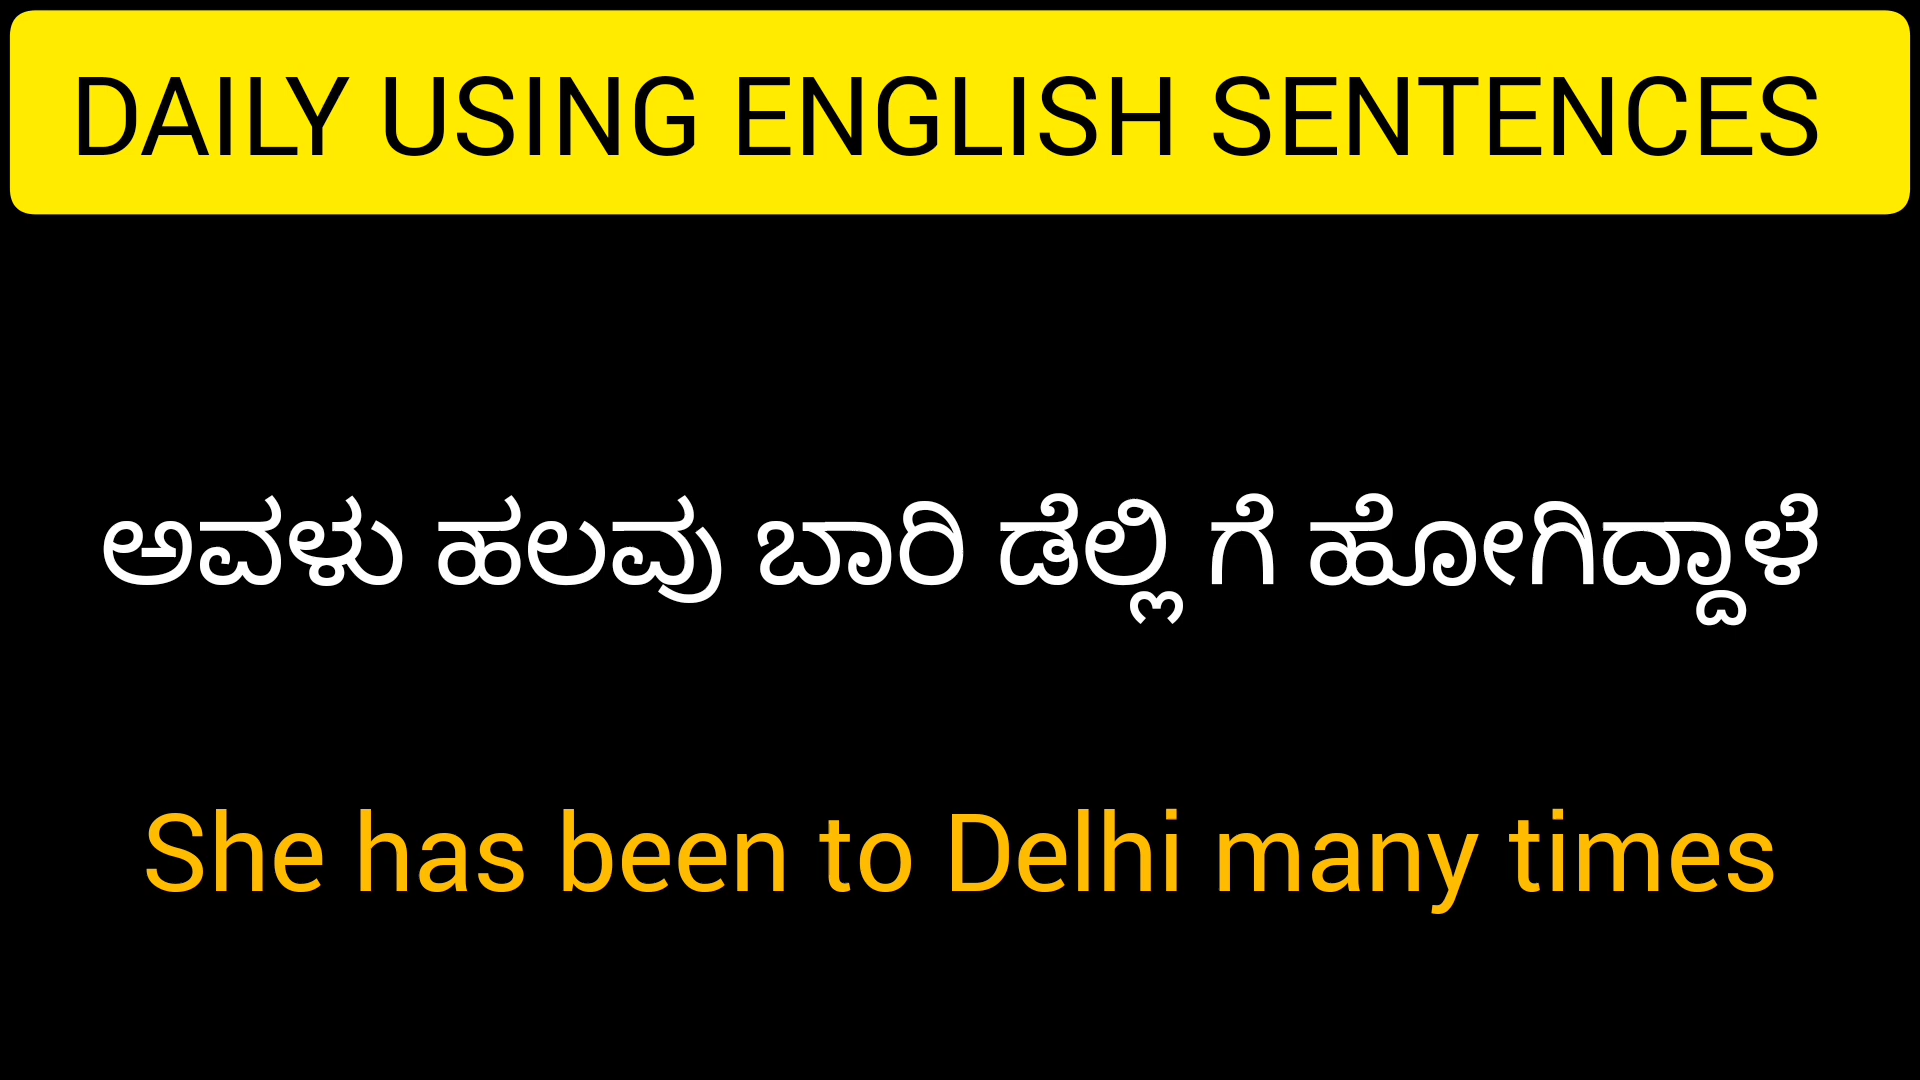 DAILY USING ENGLISH SENTENCES
ಅವಳು ಹಲವು ಬಾರಿ ಡೆಲ್ಲಿ ಗೆ ಹೋಗಿದ್ದಾಳೆ
She has been to Delhi many times